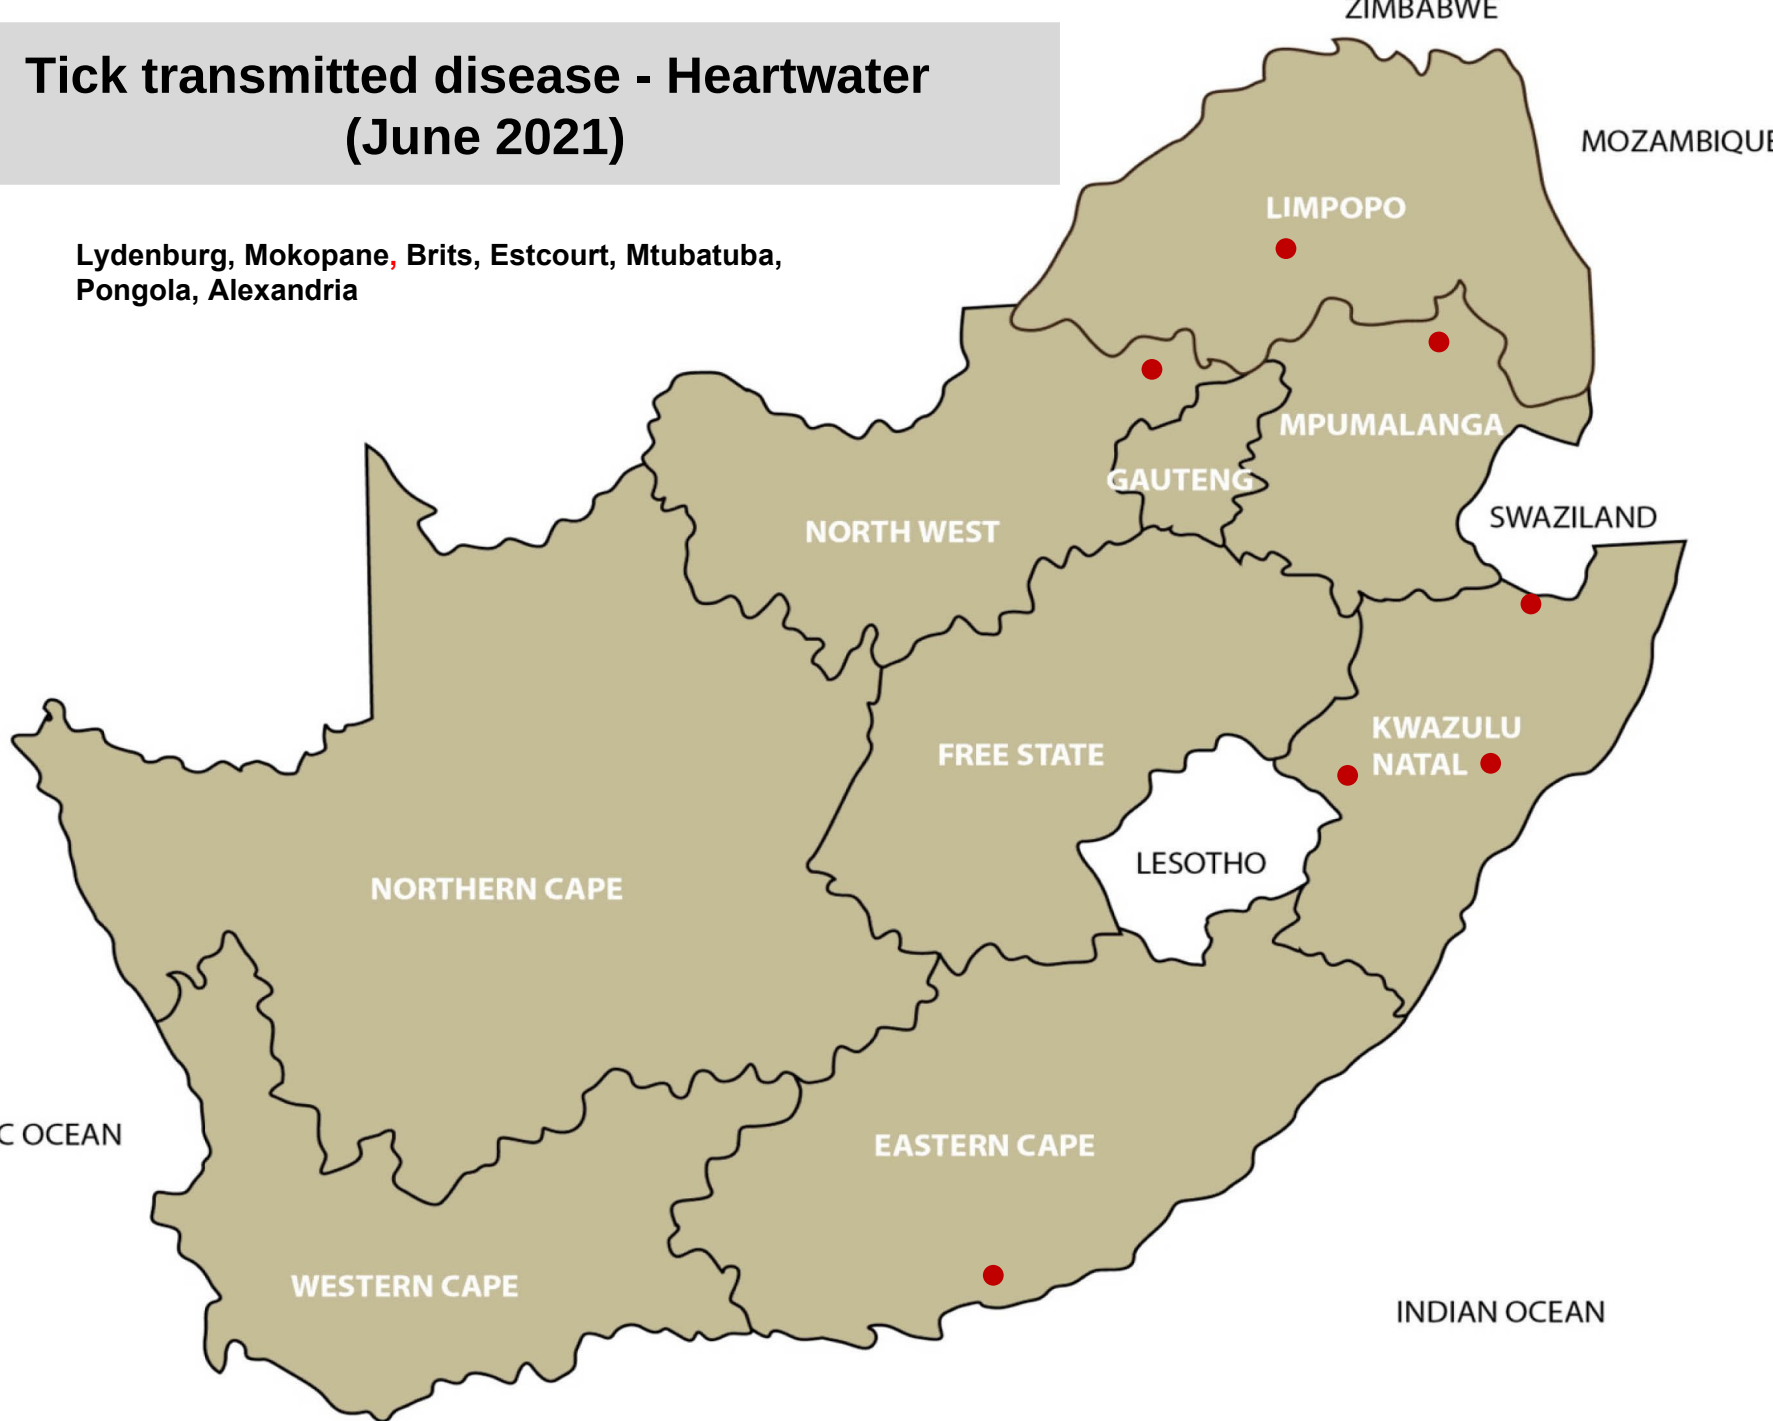 Tick transmitted disease - Heartwater
(June 2021)
Lydenburg, Mokopane, Brits, Estcourt, Mtubatuba,
Pongola, Alexandria
ZIMBABWE
MOZAMBIQUE
LIMPOPO
MPUMALANGA
GAUTENG
SWAZILAND
NORTH WEST
KWAZULU
NATAL
FREE STATE
LESOTHO
NORTHERN CAPE
C OCEAN
EASTERN CAPE
WESTERN CAPE
INDIAN OCEAN